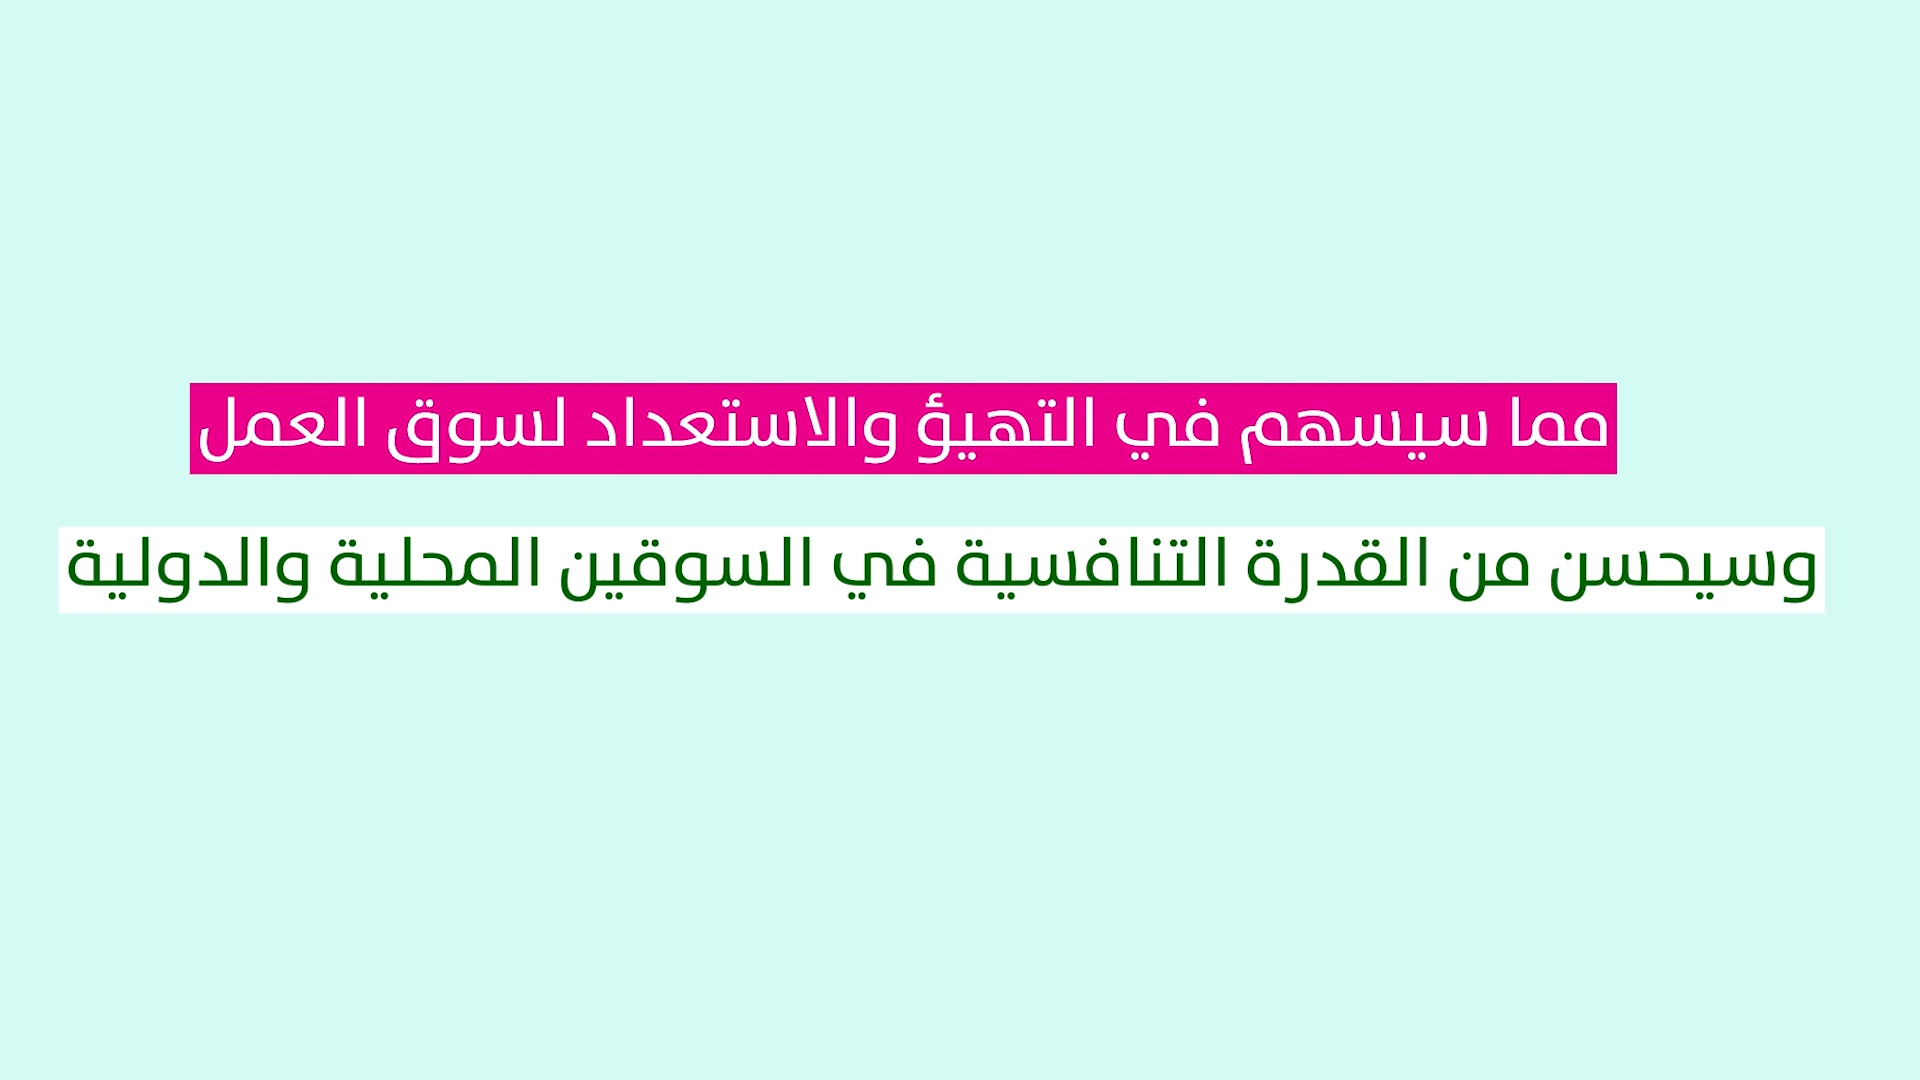 مما سيسهم في التهيؤ والاستعداد لسوق العمل
وسيحسن من القدرة التنافسية في السوقين المحلية والدولية